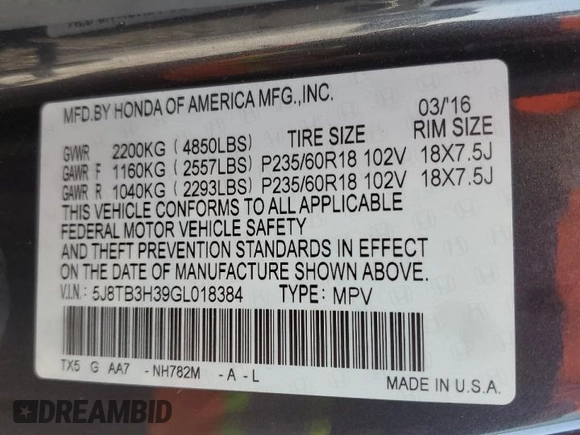 MFD.BY HONDA OF AMERICA MFG.,INC. 03/'16
GVWR 2200KG (4850LBS) TIRE SIZE RIM SIZE
GAWR F 1160KG (2557LBS) P235/60R18 102V 18X7.5J
GAWR R 1040KG (2293LBS) P235/60R18 102V 18X7.5J
THIS VEHICLE CONFORMS TO ALL APPLICABLE
FEDERAL MOTOR VEHICLE SAFETY
AND THEFT PREVENTION STANDARDS IN EFFECT
ON THE DATE OF MANUFACTURE SHOWN ABOVE.
V.I.N: 5J8TB3H39GL018384 TYPE: MPV
TX5 G AA7 -NH782M -A -L
MADE IN U.S.A.
DREAMBID